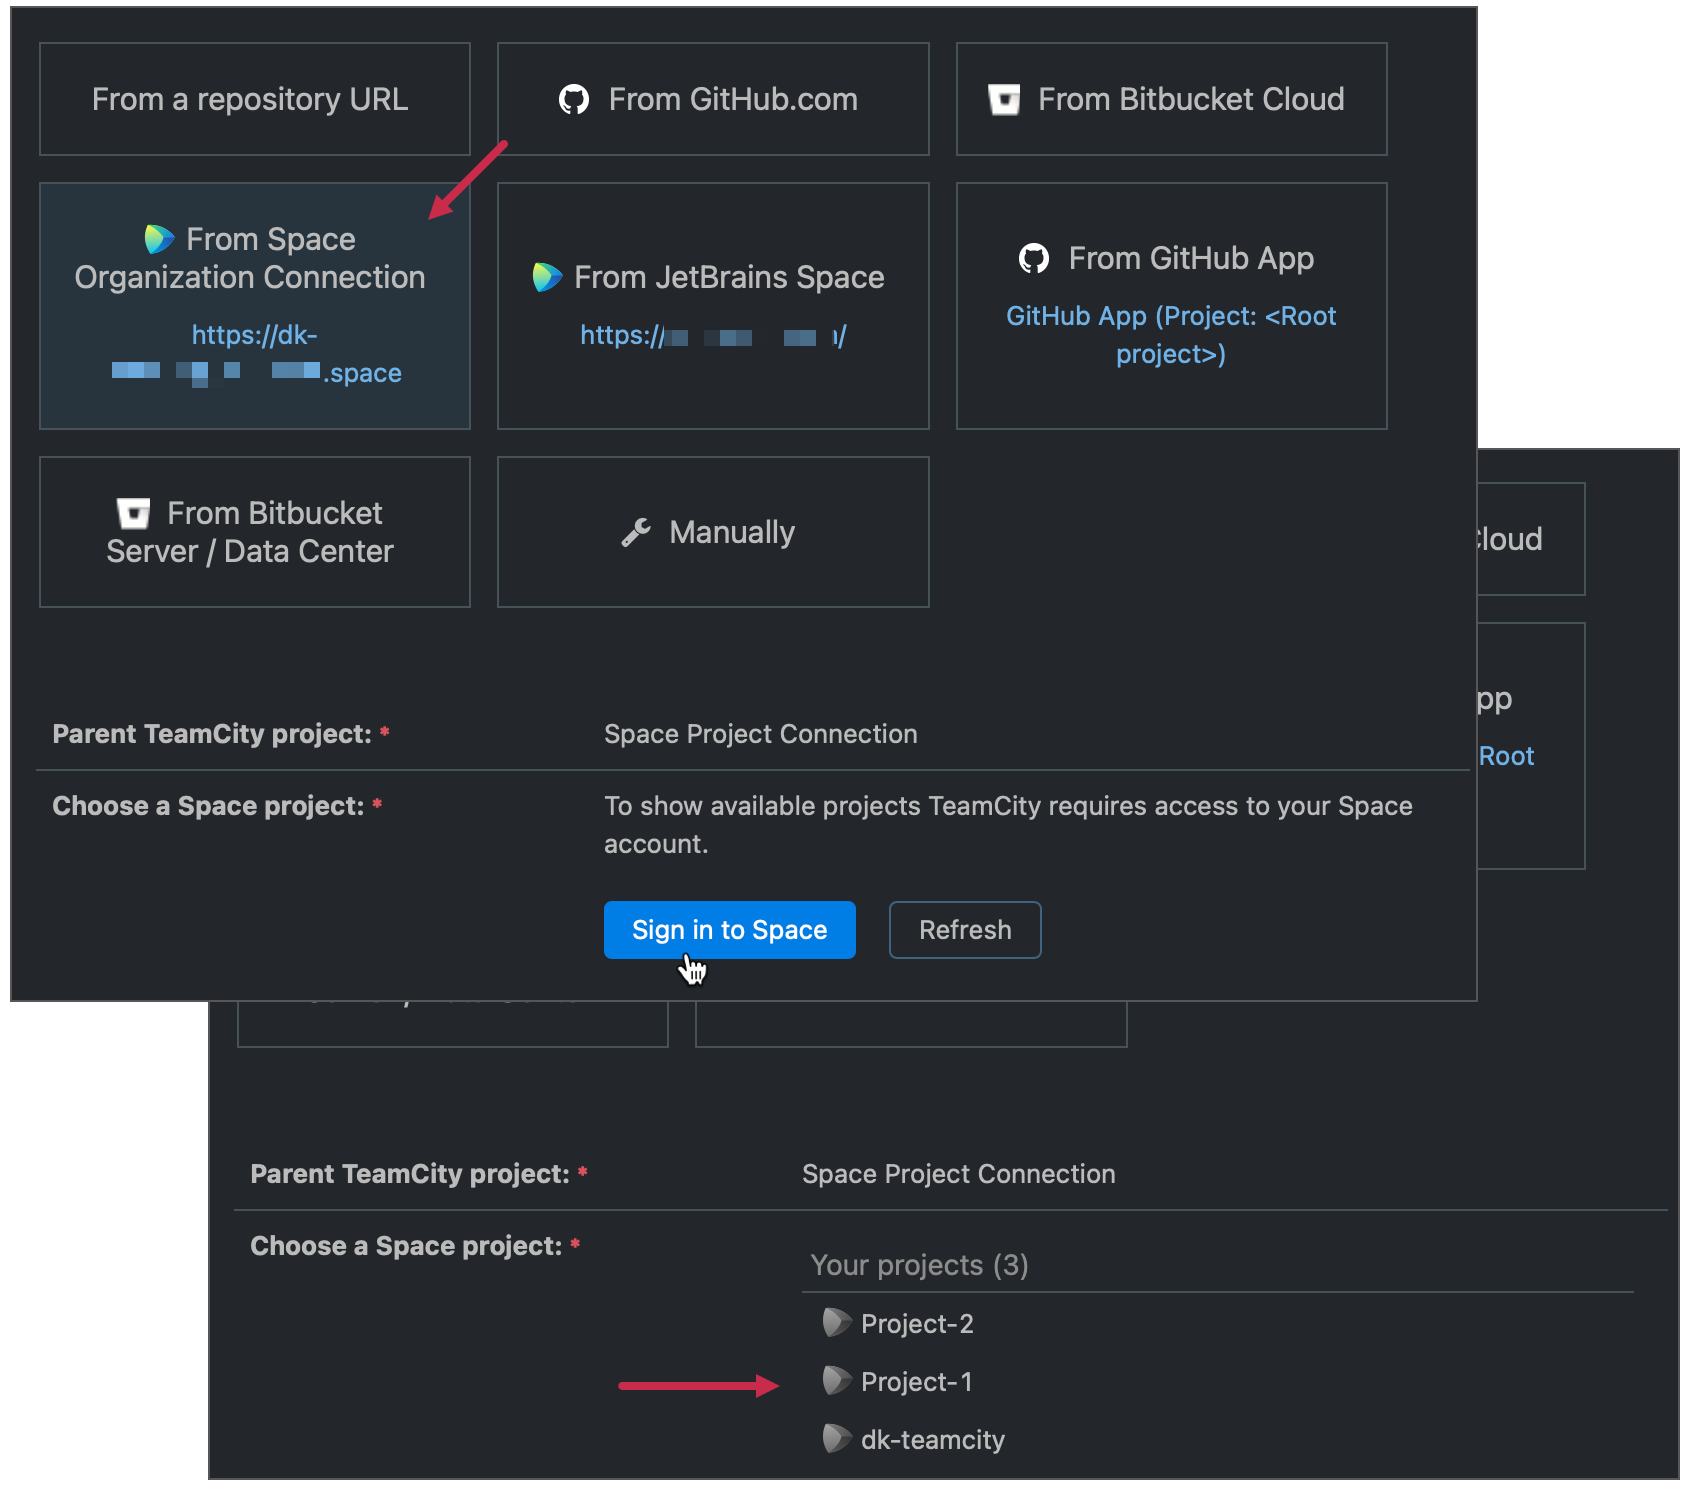 From a repository URL
From GitHub.com
From Bitbucket Cloud
From Space
Organization Connection
https://dk-
.space
From JetBrains Space
https://
/
From GitHub App
GitHub App (Project: <Root
project>)
From Bitbucket
Server / Data Center
Manually
Parent TeamCity project: *
Space Project Connection
Choose a Space project: *
To show available projects TeamCity requires access to your Space
account.
Sign in to Space
Refresh
Cloud
pp
Root
Parent TeamCity project: *
Space Project Connection
Choose a Space project: *
Your projects (3)
Project-2
Project-1
dk-teamcity